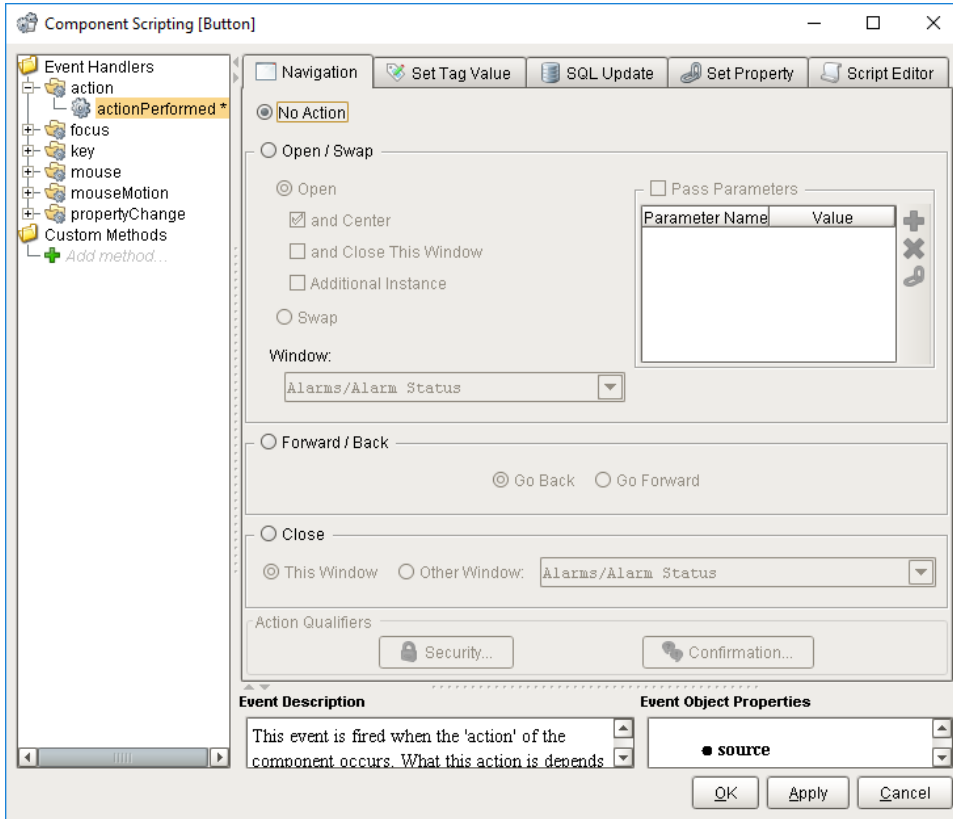 Component Scripting [Button]
Event Handlers
action
actionPerformed *
focus
key
mouse
mouseMotion
propertyChange
Custom Methods
Add method...
Navigation
Set Tag Value
SQL Update
Set Property
Script Editor
No Action
Open / Swap
Open
and Center
and Close This Window
Additional Instance
Swap
Window:
Alarms/Alarm Status
Pass Parameters
Parameter Name Value
Forward / Back
Go Back Go Forward
Close
This Window Other Window: Alarms/Alarm Status
Action Qualifiers
Security... Confirmation...
Event Description
This event is fired when the 'action' of the
component occurs. What this action is depends
Event Object Properties
source
OK Apply Cancel